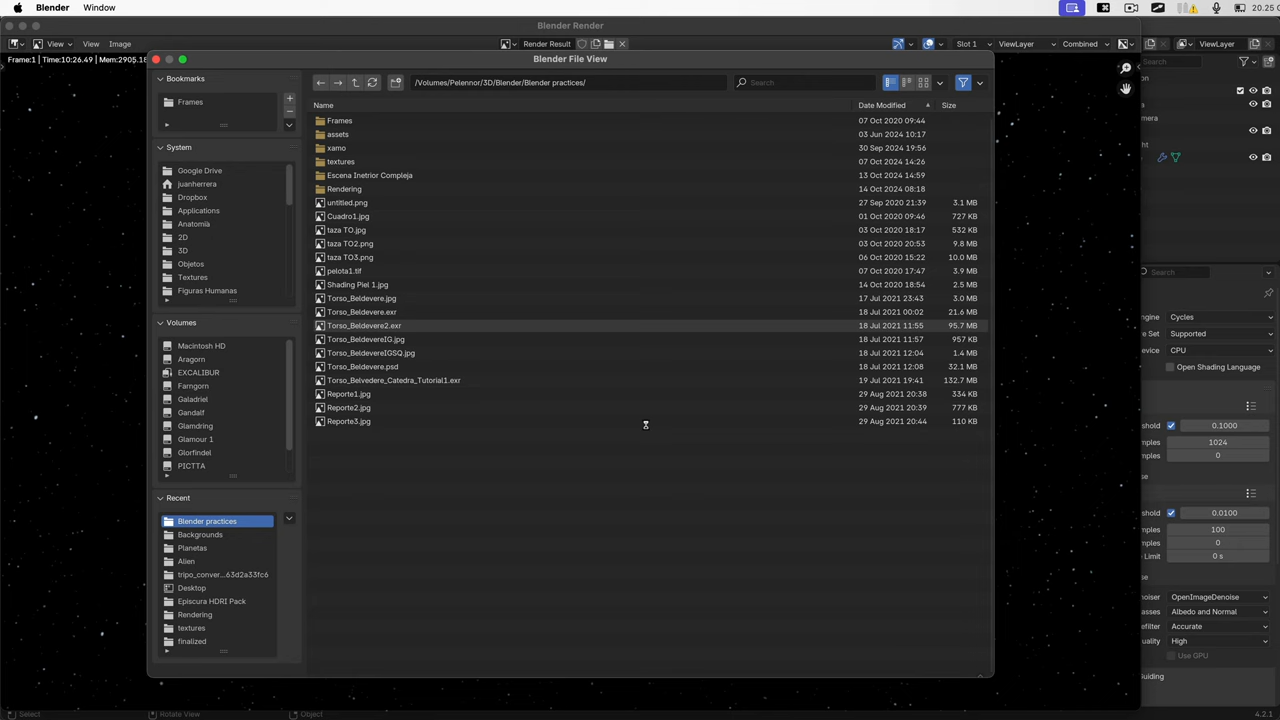 Blender Window
20.25
Blender Render
View View Image Render Result Slot 1 ViewLayer Combined ViewLayer
Frame:1 | Time:10:26.49 | Mem:2905.18
Blender File View
Bookmarks
Frames
System
Google Drive
juanherrera
Dropbox
Applications
Anatomia
2D
3D
Objetos
Textures
Figuras Humanas
Volumes
Macintosh HD
Aragorn
EXCALIBUR
Farngorn
Galadriel
Gandalf
Glamdring
Glamour 1
Glorfindel
PICTTA
Recent
Blender practices
Backgrounds
Planetas
Alien
tripo_conver...63d2a33fc6
Desktop
Episcura HDRI Pack
Rendering
textures
finalized
/Volumes/Pelennor/3D/Blender/Blender practices/ Search
Name Date Modified Size
Frames 07 Oct 2020 09:44
assets 03 Jun 2024 10:17
xamo 30 Sep 2024 19:56
textures 07 Oct 2024 14:26
Escena Inetrior Compleja 13 Oct 2024 14:59
Rendering 14 Oct 2024 08:18
untitled.png 27 Sep 2020 21:39 3.1 MB
Cuadro1.jpg 01 Oct 2020 09:46 727 KB
taza TO.jpg 03 Oct 2020 18:17 532 KB
taza TO2.png 03 Oct 2020 20:53 9.8 MB
taza TO3.png 06 Oct 2020 15:22 10.0 MB
pelota1.tif 07 Oct 2020 17:47 3.9 MB
Shading Piel 1.jpg 14 Oct 2020 18:54 2.5 MB
Torso_Beldevere.jpg 17 Jul 2021 23:43 3.0 MB
Torso_Beldevere.exr 18 Jul 2021 00:02 21.6 MB
Torso_Beldevere2.exr 18 Jul 2021 11:55 95.7 MB
Torso_BeldevereIG.jpg 18 Jul 2021 11:57 957 KB
Torso_BeldevereIGSQ.jpg 18 Jul 2021 12:04 1.4 MB
Torso_Beldevere.psd 18 Jul 2021 12:08 32.1 MB
Torso_Belvedere_Catedra_Tutorial1.exr 19 Jul 2021 19:41 132.7 MB
Reporte1.jpg 29 Aug 2021 20:38 334 KB
Reporte2.jpg 29 Aug 2021 20:39 777 KB
Reporte3.jpg 29 Aug 2021 20:44 110 KB
Search
Cycles
Supported
CPU
Open Shading Language
0.1000
1024
0
0.0100
100
0
0 s
OpenImageDenoise
Albedo and Normal
Accurate
High
Use GPU
Select Rotate View Object 4.2.1